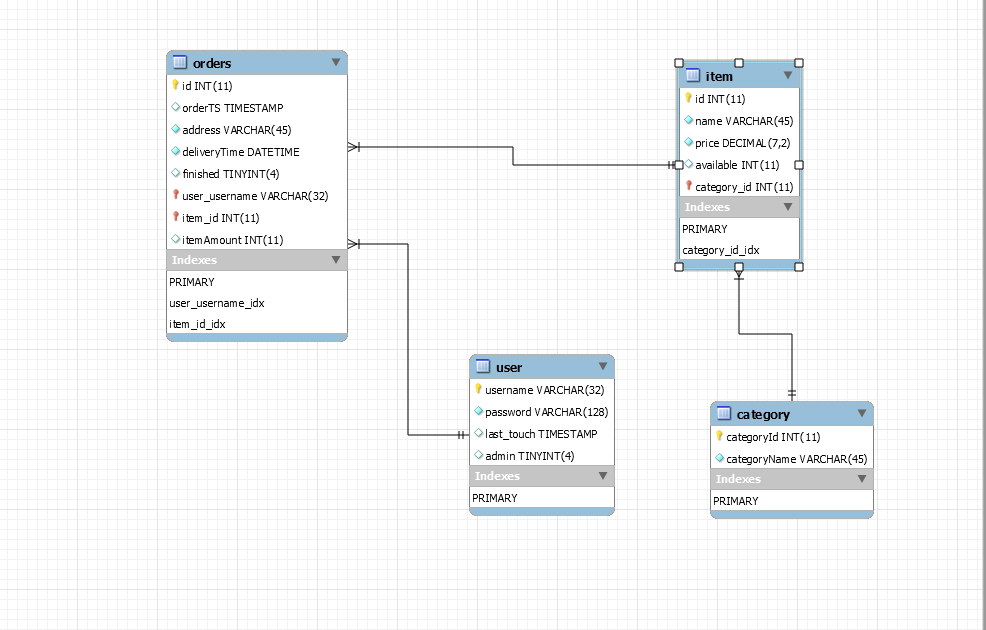 orders
id INT(11)
orderTS TIMESTAMP
address VARCHAR(45)
deliveryTime DATETIME
finished TINYINT(4)
user_username VARCHAR(32)
item_id INT(11)
itemAmount INT(11)
Indexes
PRIMARY
user_username_idx
item_id_idx
item
id INT(11)
name VARCHAR(45)
price DECIMAL(7,2)
available INT(11)
category_id INT(11)
Indexes
PRIMARY
category_id_idx
user
username VARCHAR(32)
password VARCHAR(128)
last_touch TIMESTAMP
admin TINYINT(4)
Indexes
PRIMARY
category
categoryId INT(11)
categoryName VARCHAR(45)
Indexes
PRIMARY